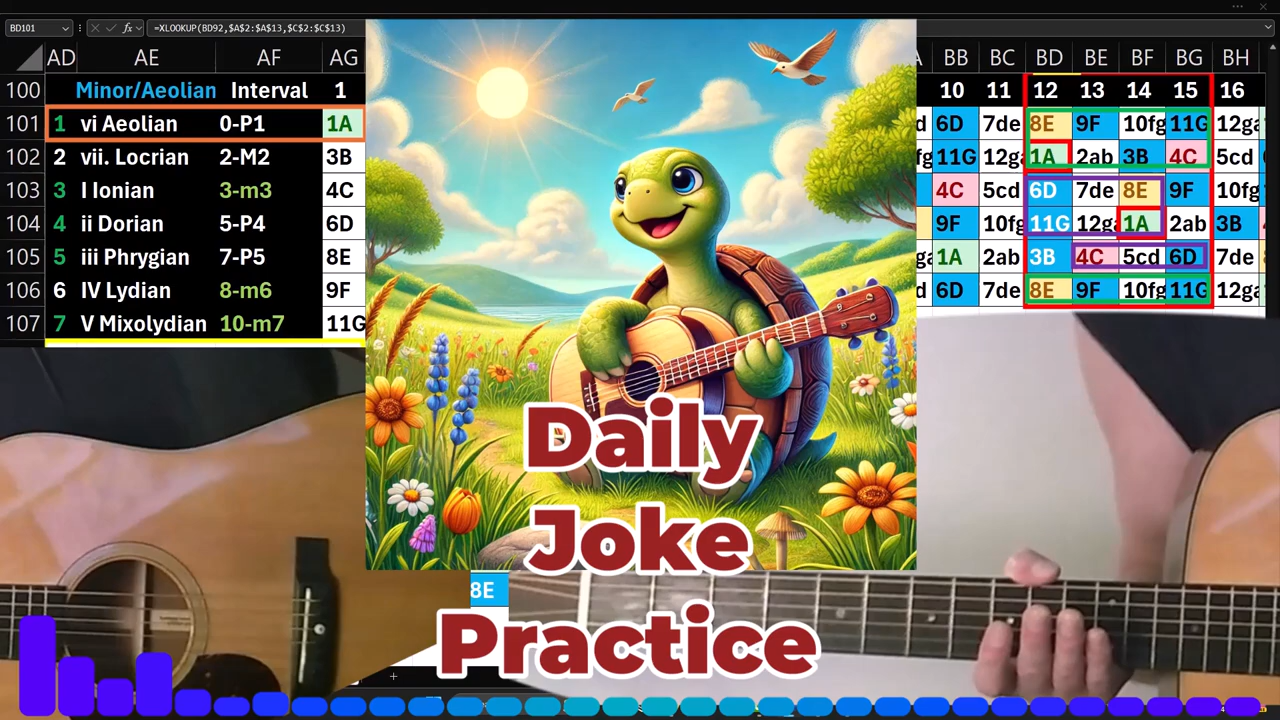 BD101 fx =XLOOKUP(BD92,$A$2:$A$13,$C$2:$C$13)
AD AE AF AG BB BC BD BE BF BG BH
100 Minor/Aeolian Interval 1 10 11 12 13 14 15 16
101 1 vi Aeolian 0-P1 1A d 6D 7de 8E 9F 10fg 11G 12ga
102 2 vii. Locrian 2-M2 3B 11G 12ga 1A 2ab 3B 4C 5cd
103 3 I Ionian 3-m3 4C 4C 5cd 6D 7de 8E 9F 10fg
104 4 ii Dorian 5-P4 6D 9F 10fg 11G 12ga 1A 2ab 3B
105 5 iii Phrygian 7-P5 8E 1A 2ab 3B 4C 5cd 6D 7de
106 6 IV Lydian 8-m6 9F d 6D 7de 8E 9F 10fg 11G 12ga
107 7 V Mixolydian 10-m7 11G
Daily
Joke
8E
Practice